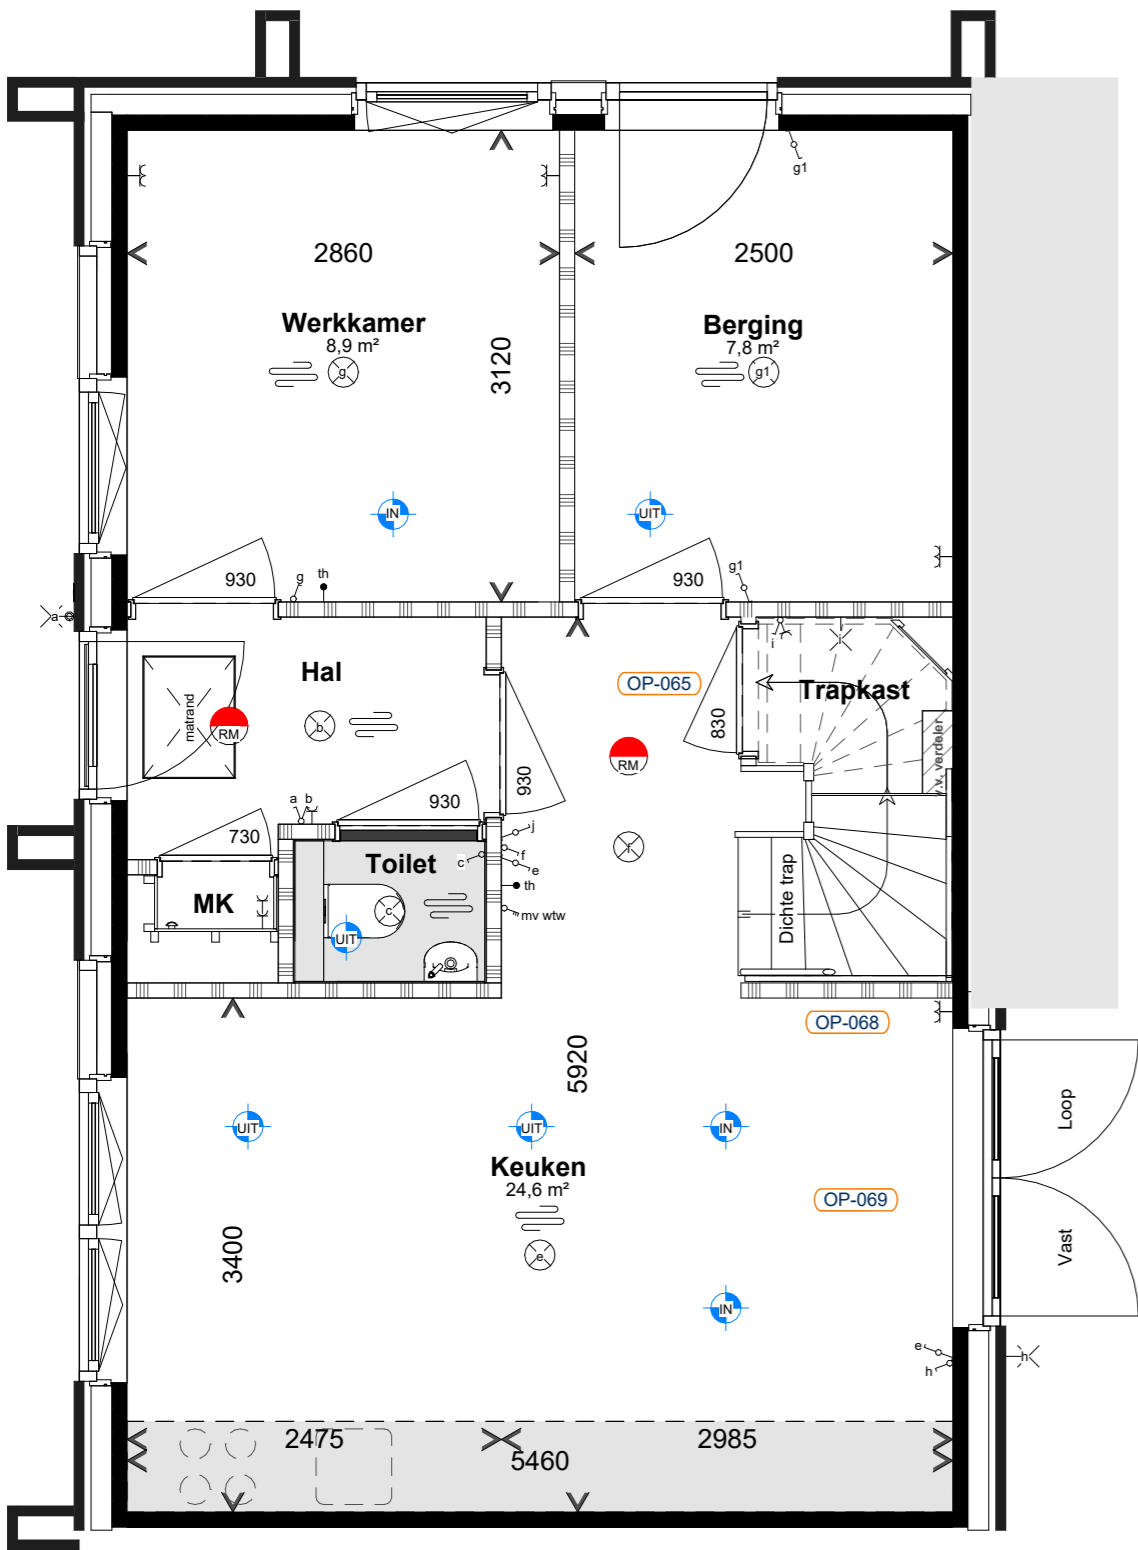 g1
2860
2500
Werkkamer
8,9 m²
g
Berging
7,8 m²
g1
3120
IN
UIT
930
g
th
930
g1
a
Hal
matrand
RM
b
OP-065
RM
830
i
i
Trapkast
v.v. verdeler
930
a
b
930
730
Toilet
MK
c
UIT
c
j
f
e
th
mv wtw
f
Dichte trap
OP-068
5920
Loop
UIT
UIT
IN
Keuken
24,6 m²
e
OP-069
Vast
3400
IN
e
h
h
2475
2985
5460